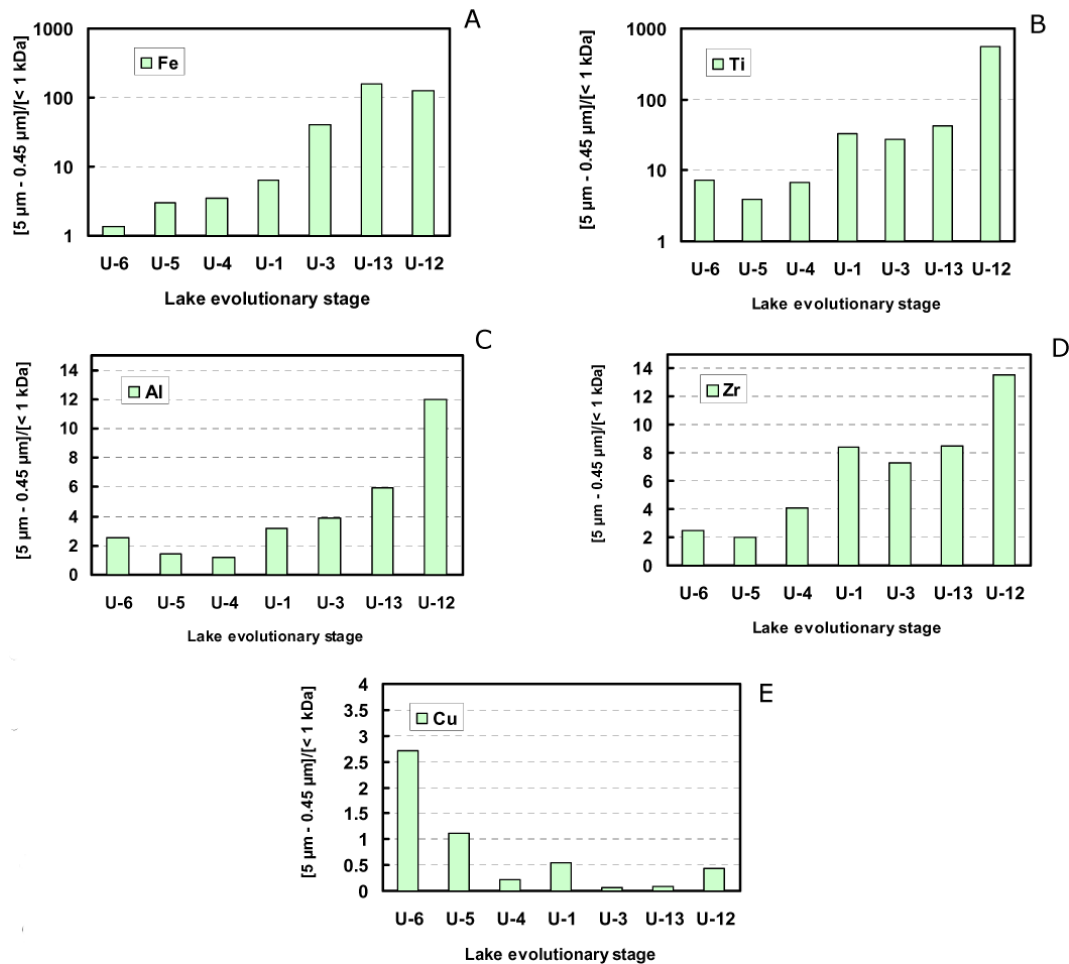 A
[5 µm - 0.45 µm]/[< 1 kDa]
1000
100
10
1
Fe
U-6 U-5 U-4 U-1 U-3 U-13 U-12
Lake evolutionary stage
B
[5 µm - 0.45 µm]/[< 1 kDa]
1000
100
10
1
Ti
U-6 U-5 U-4 U-1 U-3 U-13 U-12
Lake evolutionary stage
C
[5 µm - 0.45 µm]/[< 1 kDa]
14
12
10
8
6
4
2
0
Al
U-6 U-5 U-4 U-1 U-3 U-13 U-12
Lake evolutionary stage
D
[5 µm - 0.45 µm]/[< 1 kDa]
14
12
10
8
6
4
2
0
Zr
U-6 U-5 U-4 U-1 U-3 U-13 U-12
Lake evolutionary stage
E
[5 µm - 0.45 µm]/[< 1 kDa]
4
3.5
3
2.5
2
1.5
1
0.5
0
Cu
U-6 U-5 U-4 U-1 U-3 U-13 U-12
Lake evolutionary stage